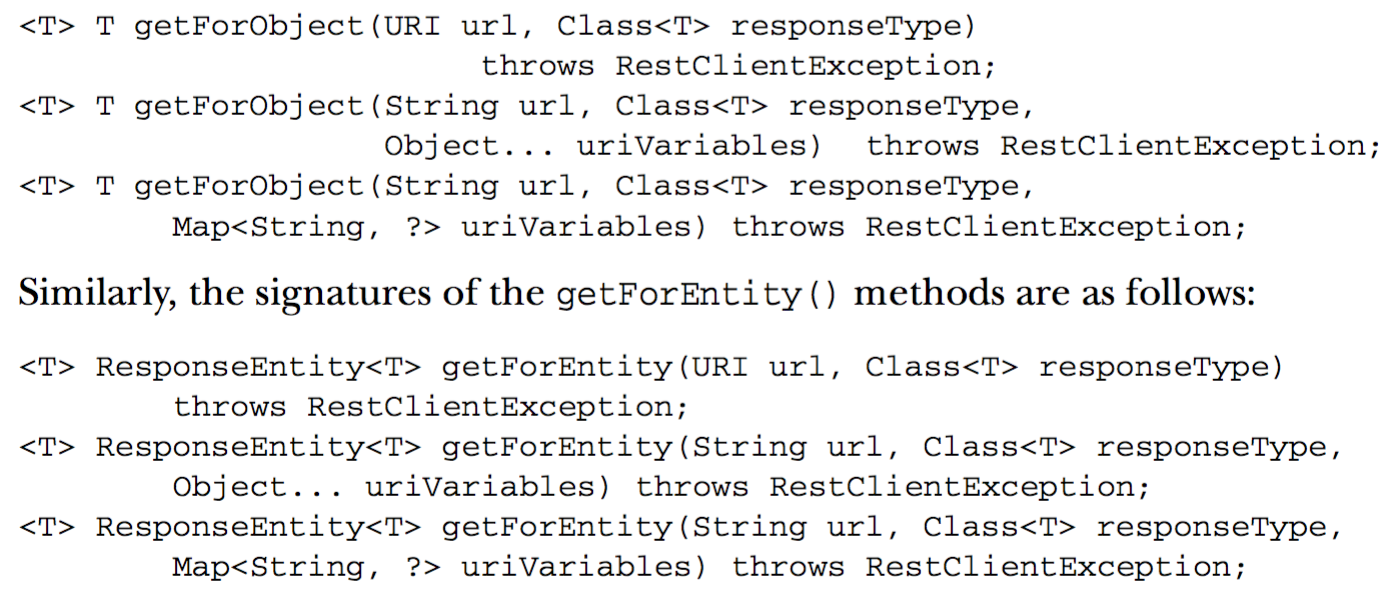 <T> T getForObject(URI url, Class<T> responseType)
throws RestClientException;
<T> T getForObject(String url, Class<T> responseType,
Object... uriVariables)  throws RestClientException;
<T> T getForObject(String url, Class<T> responseType,
Map<String, ?> uriVariables) throws RestClientException;
Similarly, the signatures of the getForEntity() methods are as follows:
<T> ResponseEntity<T> getForEntity(URI url, Class<T> responseType)
throws RestClientException;
<T> ResponseEntity<T> getForEntity(String url, Class<T> responseType,
Object... uriVariables) throws RestClientException;
<T> ResponseEntity<T> getForEntity(String url, Class<T> responseType,
Map<String, ?> uriVariables) throws RestClientException;